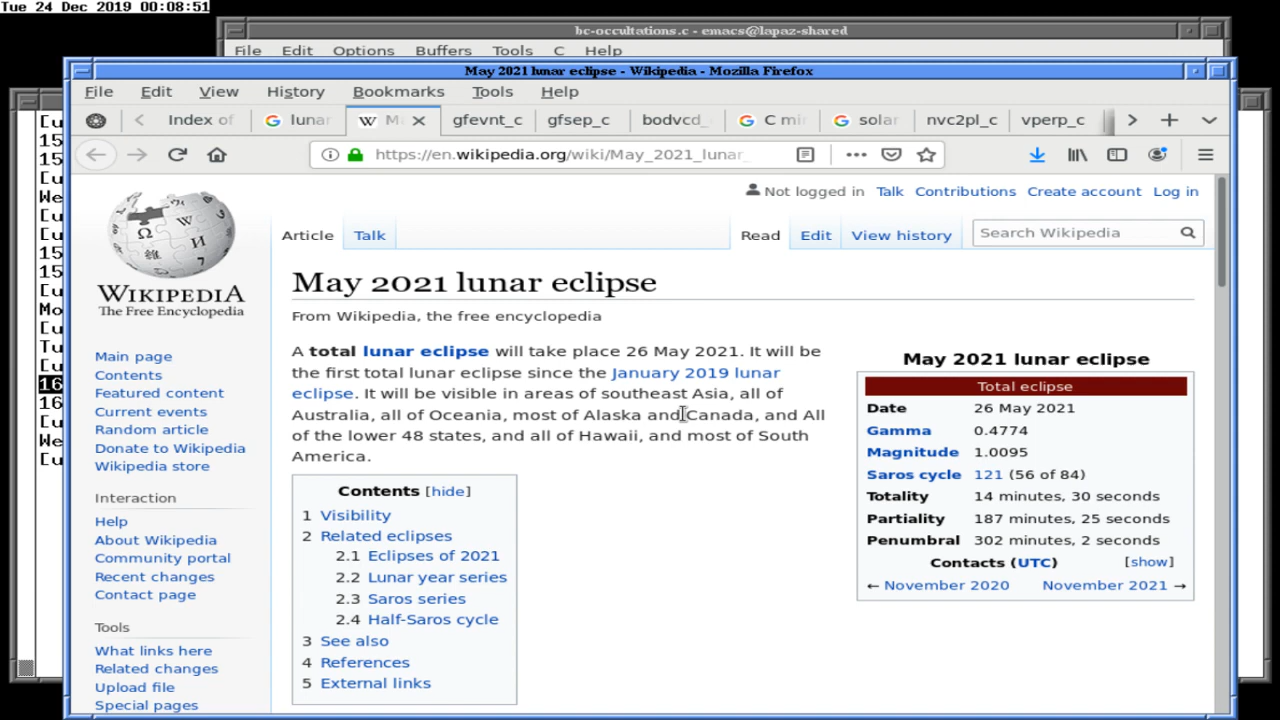 Tue 24 Dec 2019 00:08:51
bc-occultations.c - emacs@lapaz-shared
File Edit Options Buffers Tools C Help
May 2021 lunar eclipse - Wikipedia - Mozilla Firefox
File Edit View History Bookmarks Tools Help
Index of lunar gfevnt_c gfsep_c bodvcd_ C mi solar nvc2pl_c vperp_c
https://en.wikipedia.org/wiki/May_2021_lunar_
Not logged in Talk Contributions Create account Log in
Article Talk Read Edit View history Search Wikipedia
WIKIPEDIA
The Free Encyclopedia
Main page
Contents
Featured content
Current events
Random article
Donate to Wikipedia
Wikipedia store
Interaction
Help
About Wikipedia
Community portal
Recent changes
Contact page
Tools
What links here
Related changes
Upload file
Special pages
May 2021 lunar eclipse
From Wikipedia, the free encyclopedia
A total lunar eclipse will take place 26 May 2021. It will be
the first total lunar eclipse since the January 2019 lunar
eclipse. It will be visible in areas of southeast Asia, all of
Australia, all of Oceania, most of Alaska and Canada, and All
of the lower 48 states, and all of Hawaii, and most of South
America.
Contents [hide]
1 Visibility
2 Related eclipses
2.1 Eclipses of 2021
2.2 Lunar year series
2.3 Saros series
2.4 Half-Saros cycle
3 See also
4 References
5 External links
May 2021 lunar eclipse
Total eclipse
Date 26 May 2021
Gamma 0.4774
Magnitude 1.0095
Saros cycle 121 (56 of 84)
Totality 14 minutes, 30 seconds
Partiality 187 minutes, 25 seconds
Penumbral 302 minutes, 2 seconds
Contacts (UTC) [show]
← November 2020 November 2021 →
[u
15
15
[u
We
[u
[u
15
15
[u
Mo
[u
Tu
[u
16
16
[u
We
[u